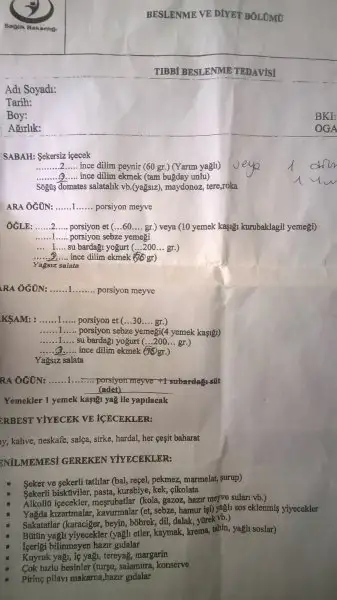 Sağlık Bakanlığı
BESLENME VE DİYET BÖLÜMÜ
TIBBİ BESLENME TEDAVİSİ
Adı Soyadı:
Tarih:
Boy: BKI:
Ağırlık: OGA
SABAH: Şekersiz içecek
.........2..... ince dilim peynir (60 gr.) (Yarım yağlı) veya 1
................ ince dilim ekmek (tam buğday unlu)
Söğüş domates salatalık vb.(yağsız), maydonoz, tere,roka
ARA ÖĞÜN: ......1...... porsiyon meyve
ÖĞLE: ......2..... porsiyon et (...60.... gr.) veya (10 yemek kaşığı kurubaklagil yemeği)
......1..... porsiyon sebze yemeği
... 1.... su bardağı yoğurt (...200... gr.)
............ ince dilim ekmek gr)
Yağsız salata
ARA ÖĞÜN: ......1........ porsiyon meyve
KŞAM: : ......1..... porsiyon et (...30.... gr.)
......1..... porsiyon sebze yemeği(4 yemek kaşığı)
......1..... su bardağı yoğurt (...200... gr.)
............ ince dilim ekmek gr.)
Yağsız salata
RA ÖĞÜN: ......1....... porsiyon meyve +1 subardağı süt
(adet)
Yemekler 1 yemek kaşığı yağ ile yapılacak
ERBEST YİYECEK VE İÇECEKLER:
ay, kahve, neskafe, salça, sirke, hardal, her çeşit baharat
ENİLMEMESİ GEREKEN YİYECEKLER:
• Şeker ve şekerli tatlılar (bal, reçel, pekmez, marmelat, şurup)
• Şekerli bisküviler, pasta, kurabiye, kek, çikolata
• Alkollü içecekler, meşrubatlar (kola, gazoz, hazır meyve suları vb.)
• Yağda kızartmalar, kavurmalar (et, sebze, hamur işi) yağlı sos eklenmiş yiyecekler
• Sakatatlar (karaciğer, beyin, böbrek, dil, dalak, yürek vb.)
• Bütün yağlı yiyecekler (yağlı etler, kaymak, krema, tahin, yağlı soslar)
• İçeriği bilinmeyen hazır gıdalar
• Kuyruk yağı, iç yağı, tereyağ, margarin
• Çok tuzlu besinler (turşu, salamura, konserve
• Pirinç pilavı makarna,hazır gıdalar